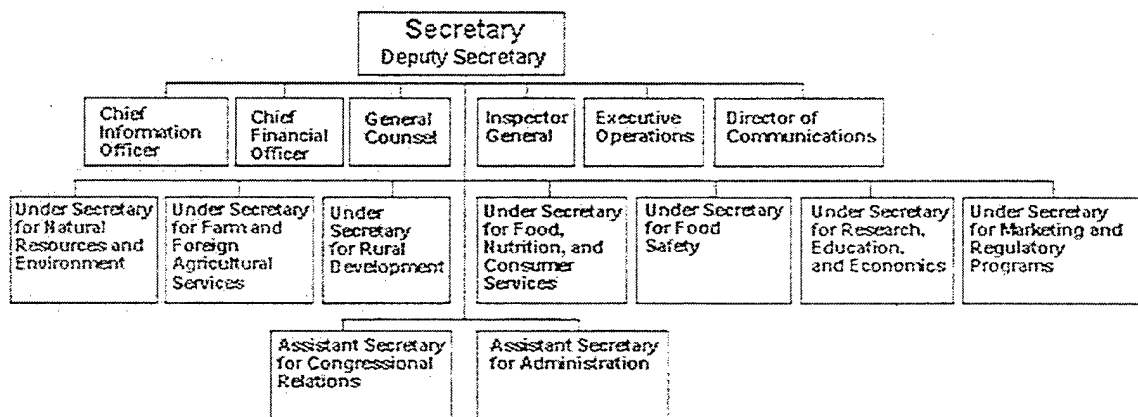 Secretary
Deputy Secretary
Chief
Information
Officer
Chief
Financial
Officer
General
Counsel
Inspector
General
Executive
Operations
Director of
Communications
Under Secretary
for Natural
Resources and
Environment
Under Secretary
for Farm and
Foreign
Agricultural
Services
Under
Secretary
for Rural
Development
Under Secretary
for Food,
Nutrition, and
Consumer
Services
Under Secretary
for Food
Safety
Under Secretary
for Research,
Education,
and Economics
Under Secretary
for Marketing and
Regulatory
Programs
Assistant Secretary
for Congressional
Relations
Assistant Secretary
for Administration